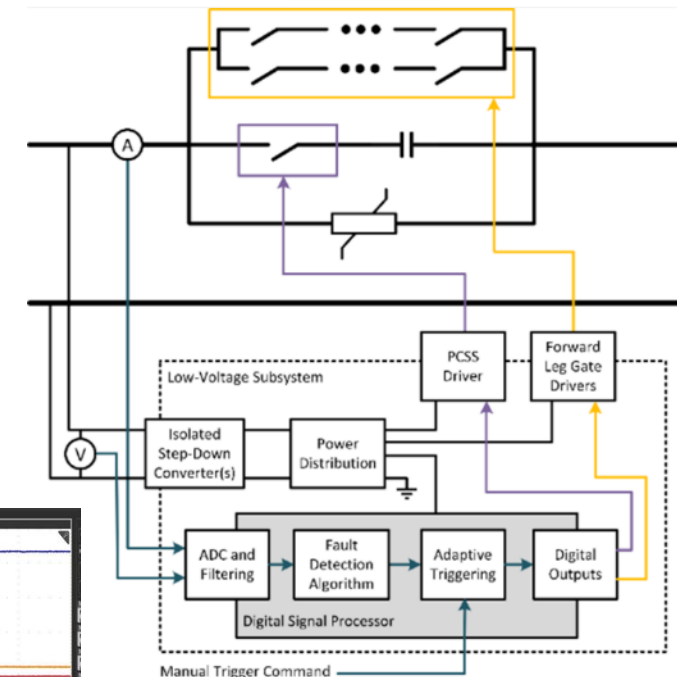 A
PCSS
Driver
Forward
Leg Gate
Drivers
Low-Voltage Subsystem
V
Isolated
Step-Down
Converter(s)
Power
Distribution
ADC and
Filtering
Fault
Detection
Algorithm
Adaptive
Triggering
Digital
Outputs
Digital Signal Processor
Manual Trigger Command